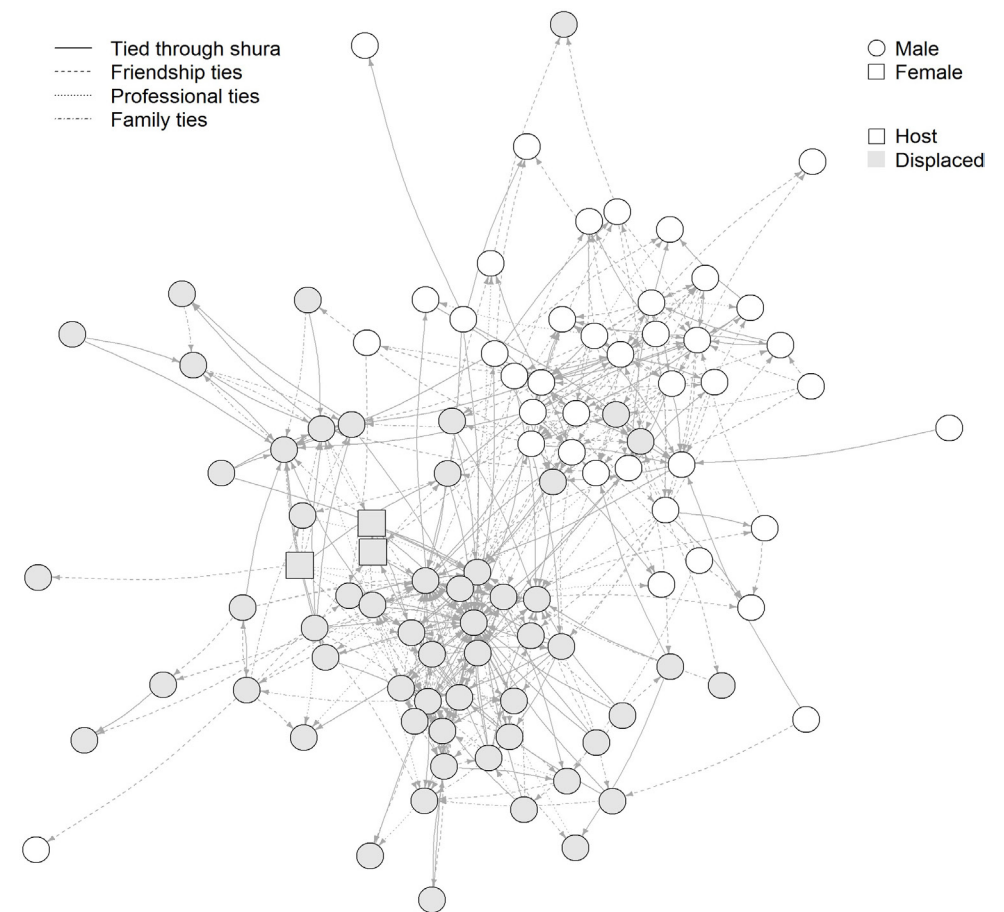 Tied through shura
Friendship ties
Professional ties
Family ties
Male
Female
Host
Displaced